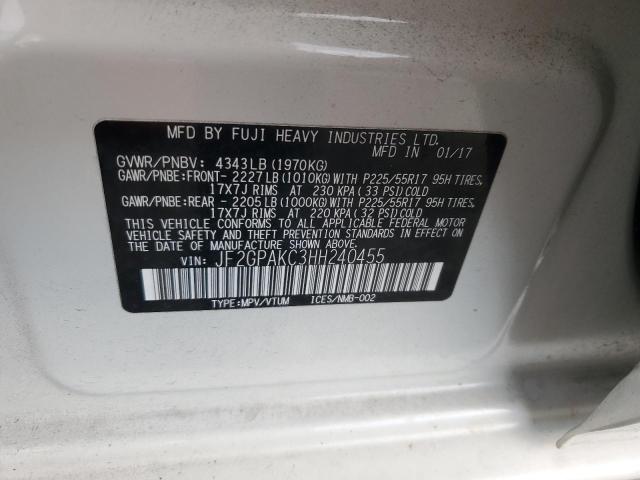 MFD BY FUJI HEAVY INDUSTRIES LTD.
MFD IN 01/17
GVWR/PNBV: 4343LB(1970KG)
GAWR/PNBE:FRONT- 2227LB(1010KG)WITH P225/55R17 95H TIRES,
17X7J RIMS AT 230 KPA(33 PSI)COLD
GAWR/PNBE:REAR - 2205LB(1000KG)WITH P225/55R17 95H TIRES,
17X7J RIMS AT 220 KPA(32 PSI)COLD
THIS VEHICLE CONFORMS TO ALL APPLICABLE FEDERAL MOTOR
VEHICLE SAFETY, BUMPER, AND THEFT PREVENTION STANDARDS
IN EFFECT ON THE DATE OF MANUFACTURE SHOWN ABOVE.
VIN: JF2GPAKC3HH240455
TYPE:MPV/VTUM ICES/NMB-002